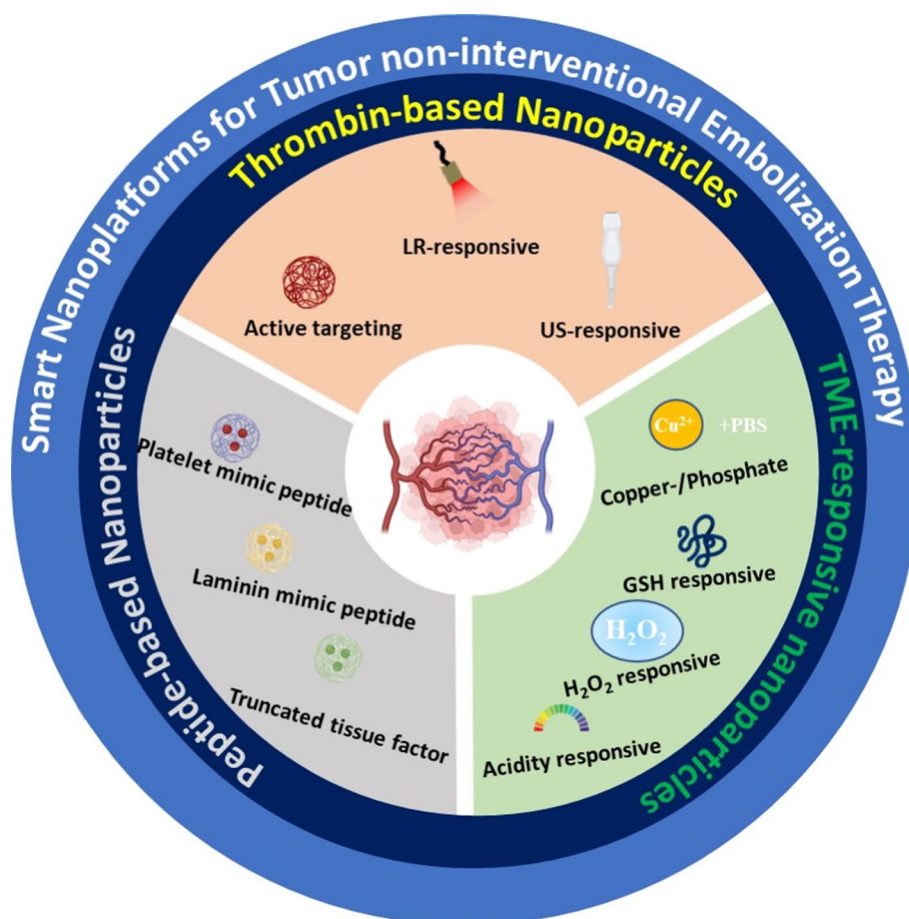 Smart Nanoplatforms for Tumor non-interventional Embolization Therapy
Thrombin-based Nanoparticles
LR-responsive
Active targeting
US-responsive
Peptide-based Nanoparticles
Platelet mimic peptide
Laminin mimic peptide
Truncated tissue factor
TME-responsive nanoparticles
Cu²⁺ +PBS
Copper-/Phosphate
GSH responsive
H₂O₂
H₂O₂ responsive
Acidity responsive